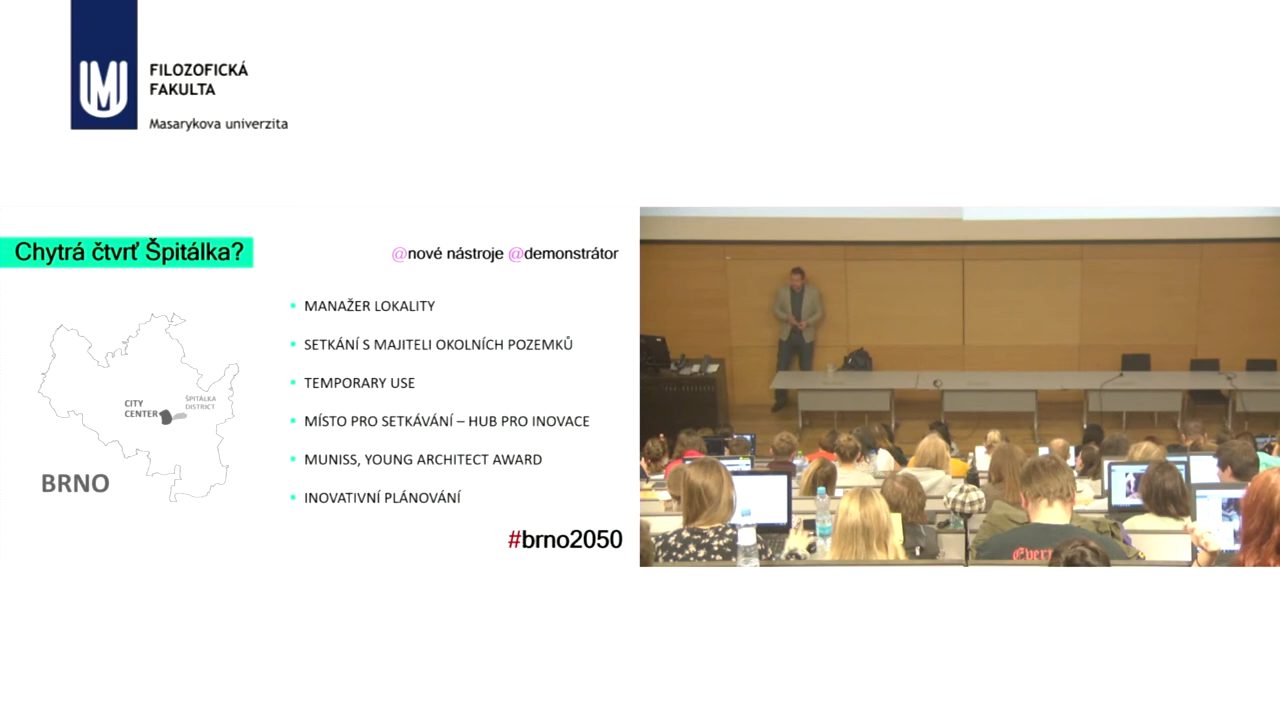 FILOZOFICKÁ
FAKULTA
Masarykova univerzita
Chytrá čtvrť Špitálka?
@nové nástroje @demonstrátor
MANAŽER LOKALITY
SETKÁNÍ S MAJITELI OKOLNÍCH POZEMKŮ
TEMPORARY USE
MÍSTO PRO SETKÁVÁNÍ – HUB PRO INOVACE
MUNISS, YOUNG ARCHITECT AWARD
INOVATIVNÍ PLÁNOVÁNÍ
CITY
CENTER
ŠPITÁLKA
DISTRICT
BRNO
#brno2050